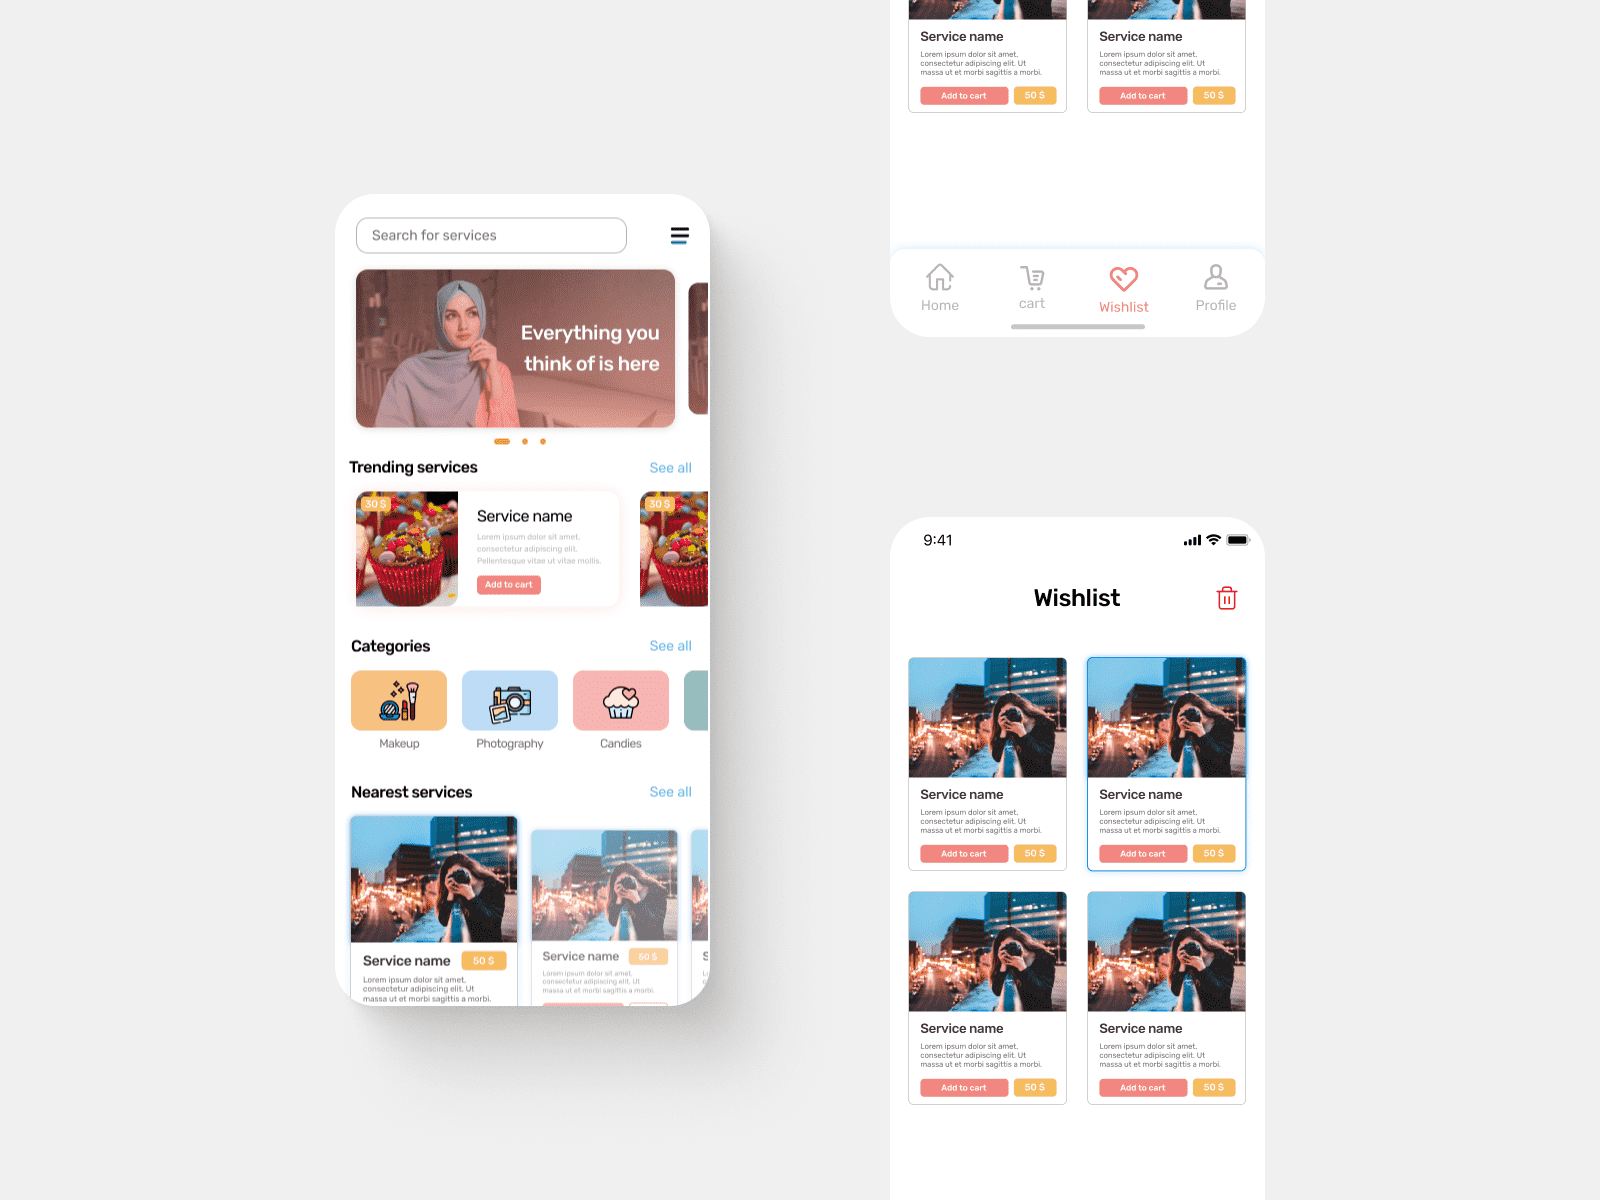 Search for services
Everything you
think of is here
Trending services
See all
30 $
Service name
Lorem ipsum dolor sit amet,
consectetur adipiscing elit.
Pellentesque vitae ut vitae mollis.
Add to cart
30 $
Categories
See all
Makeup
Photography
Candies
Nearest services
See all
Service name
50 $
Lorem ipsum dolor sit amet,
consectetur adipiscing elit. Ut
massa ut et morbi sagittis a morbi.
Service name
50 $
Lorem ipsum dolor sit amet,
consectetur adipiscing elit. Ut
massa ut et morbi sagittis a morbi.
S
Lo
co
ma
Service name
Lorem ipsum dolor sit amet,
consectetur adipiscing elit. Ut
massa ut et morbi sagittis a morbi.
Add to cart
50 $
Service name
Lorem ipsum dolor sit amet,
consectetur adipiscing elit. Ut
massa ut et morbi sagittis a morbi.
Add to cart
50 $
Home
cart
Wishlist
Profile
9:41
Wishlist
Service name
Lorem ipsum dolor sit amet,
consectetur adipiscing elit. Ut
massa ut et morbi sagittis a morbi.
Add to cart
50 $
Service name
Lorem ipsum dolor sit amet,
consectetur adipiscing elit. Ut
massa ut et morbi sagittis a morbi.
Add to cart
50 $
Service name
Lorem ipsum dolor sit amet,
consectetur adipiscing elit. Ut
massa ut et morbi sagittis a morbi.
Add to cart
50 $
Service name
Lorem ipsum dolor sit amet,
consectetur adipiscing elit. Ut
massa ut et morbi sagittis a morbi.
Add to cart
50 $